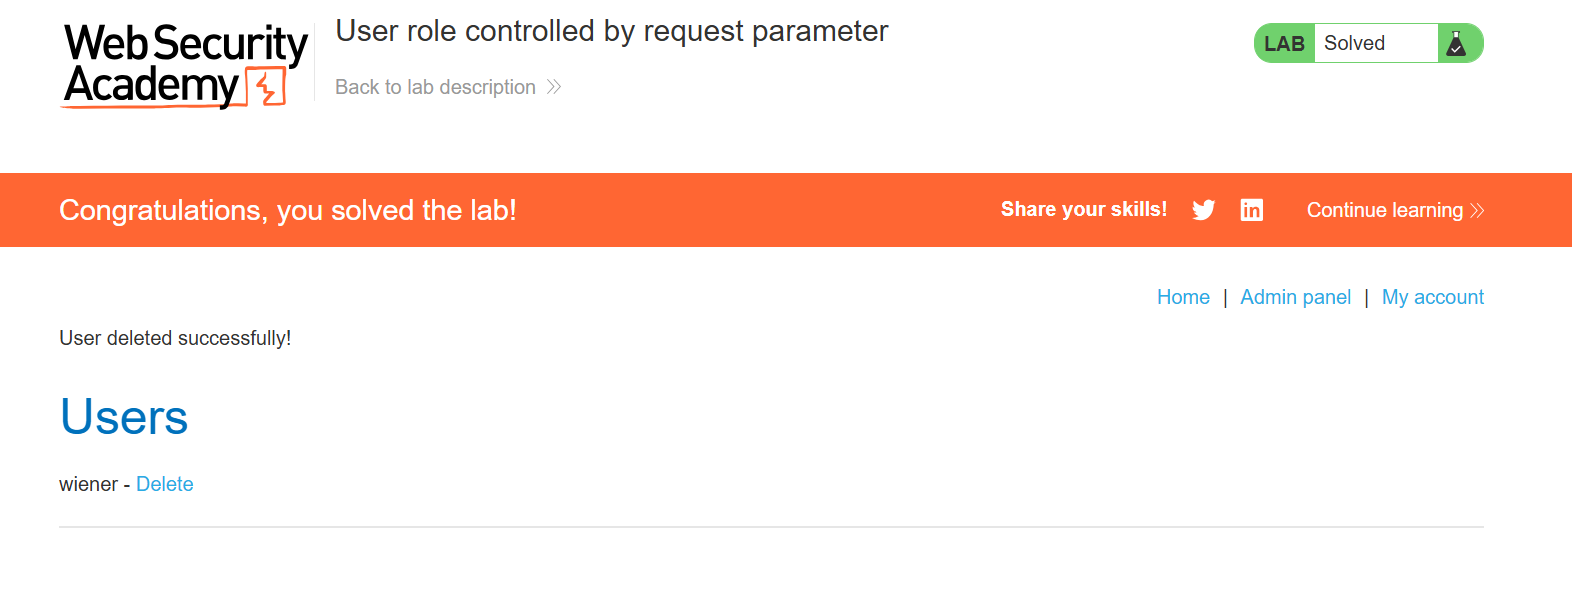 Web Security
Academy
User role controlled by request parameter
Back to lab description
LAB Solved
Congratulations, you solved the lab!
Share your skills!
Continue learning
Home | Admin panel | My account
User deleted successfully!
Users
wiener - Delete